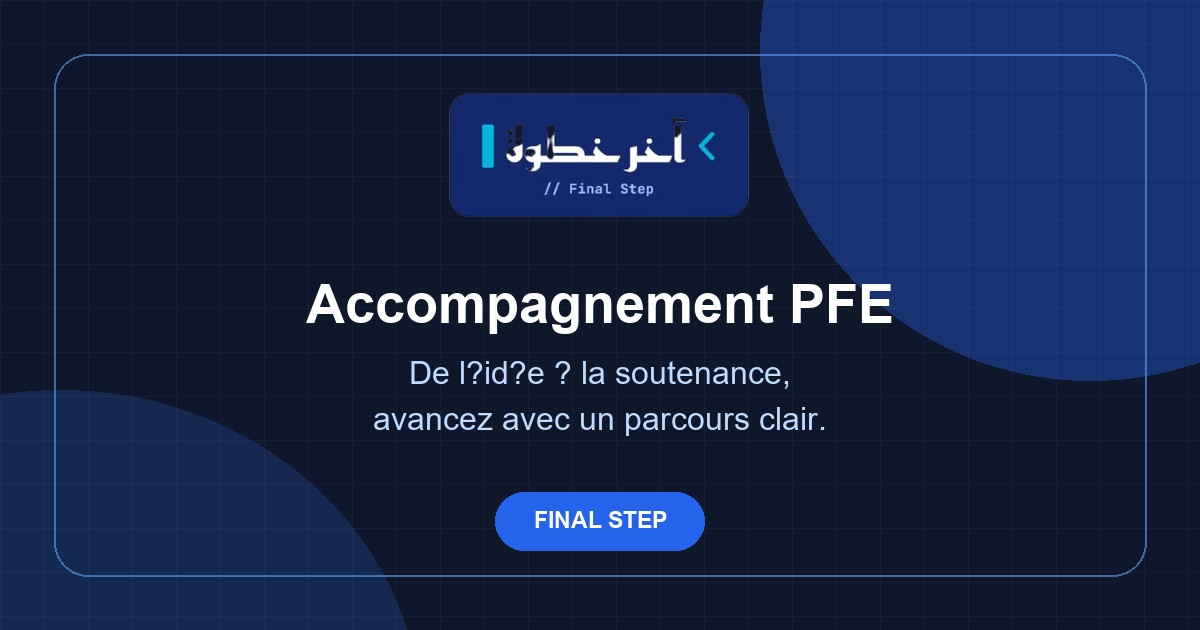 آخر خطوة
// Final Step
Accompagnement PFE
De l?id?e ? la soutenance,
avancez avec un parcours clair.
FINAL STEP